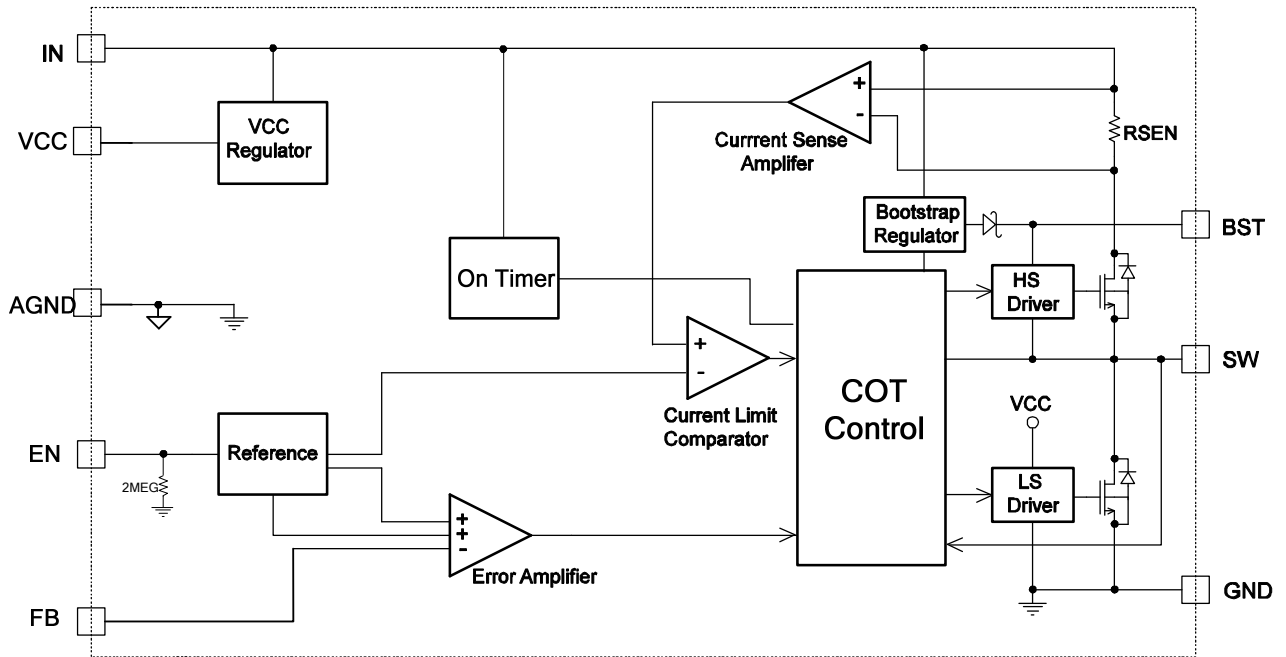 IN
VCC
AGND
EN
FB
VCC
Regulator
On Timer
Reference
2MEG
+
-
Currrent Sense
Amplifer
+
-
Current Limit
Comparator
+
+
-
Error Amplifier
COT
Control
Bootstrap
Regulator
RSEN
HS
Driver
VCC
LS
Driver
BST
SW
GND